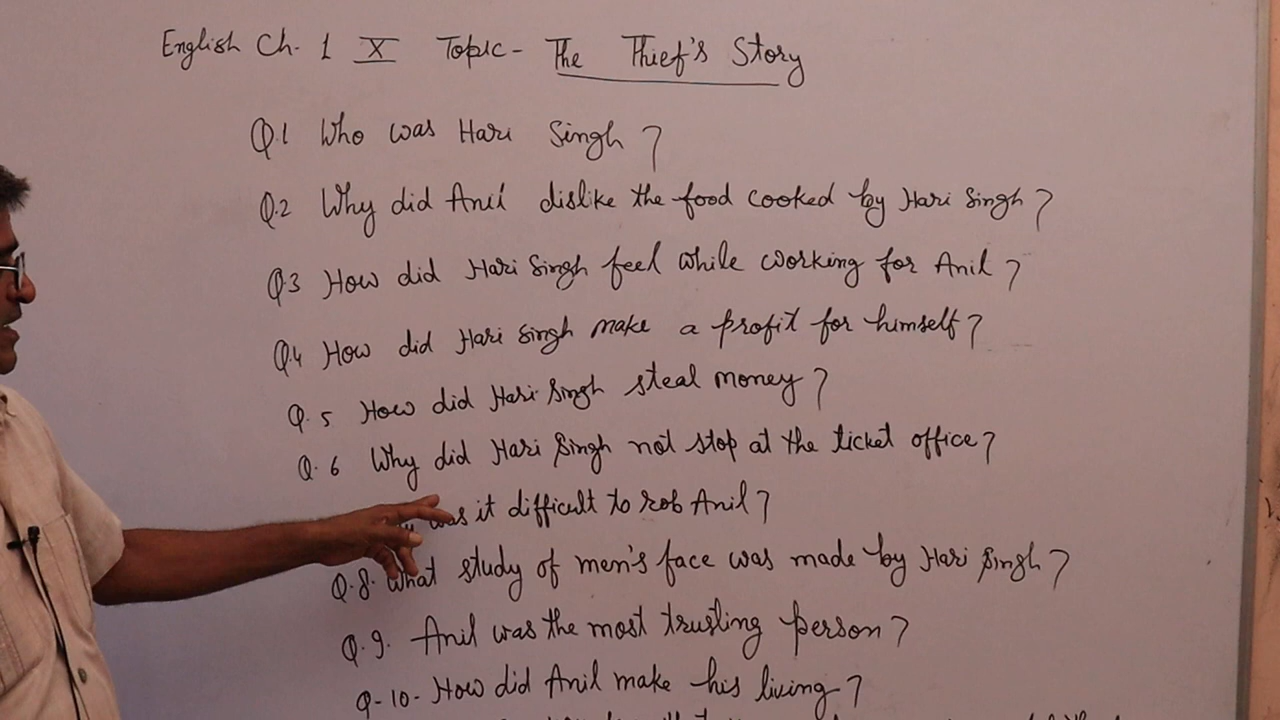 English Ch. 1 X Topic - The Thief's Story
Q.1 Who was Hari Singh ?
Q.2 Why did Anil dislike the food cooked by Hari Singh ?
Q.3 How did Hari Singh feel while working for Anil ?
Q.4 How did Hari Singh make a profit for himself ?
Q. 5 How did Hari Singh steal money ?
Q. 6 Why did Hari Singh not stop at the ticket office ?
was it difficult to rob Anil ?
Q.8. What study of men's face was made by Hari Singh ?
Q. 9. Anil was the most trusting person ?
Q-10- How did Anil make his living ?